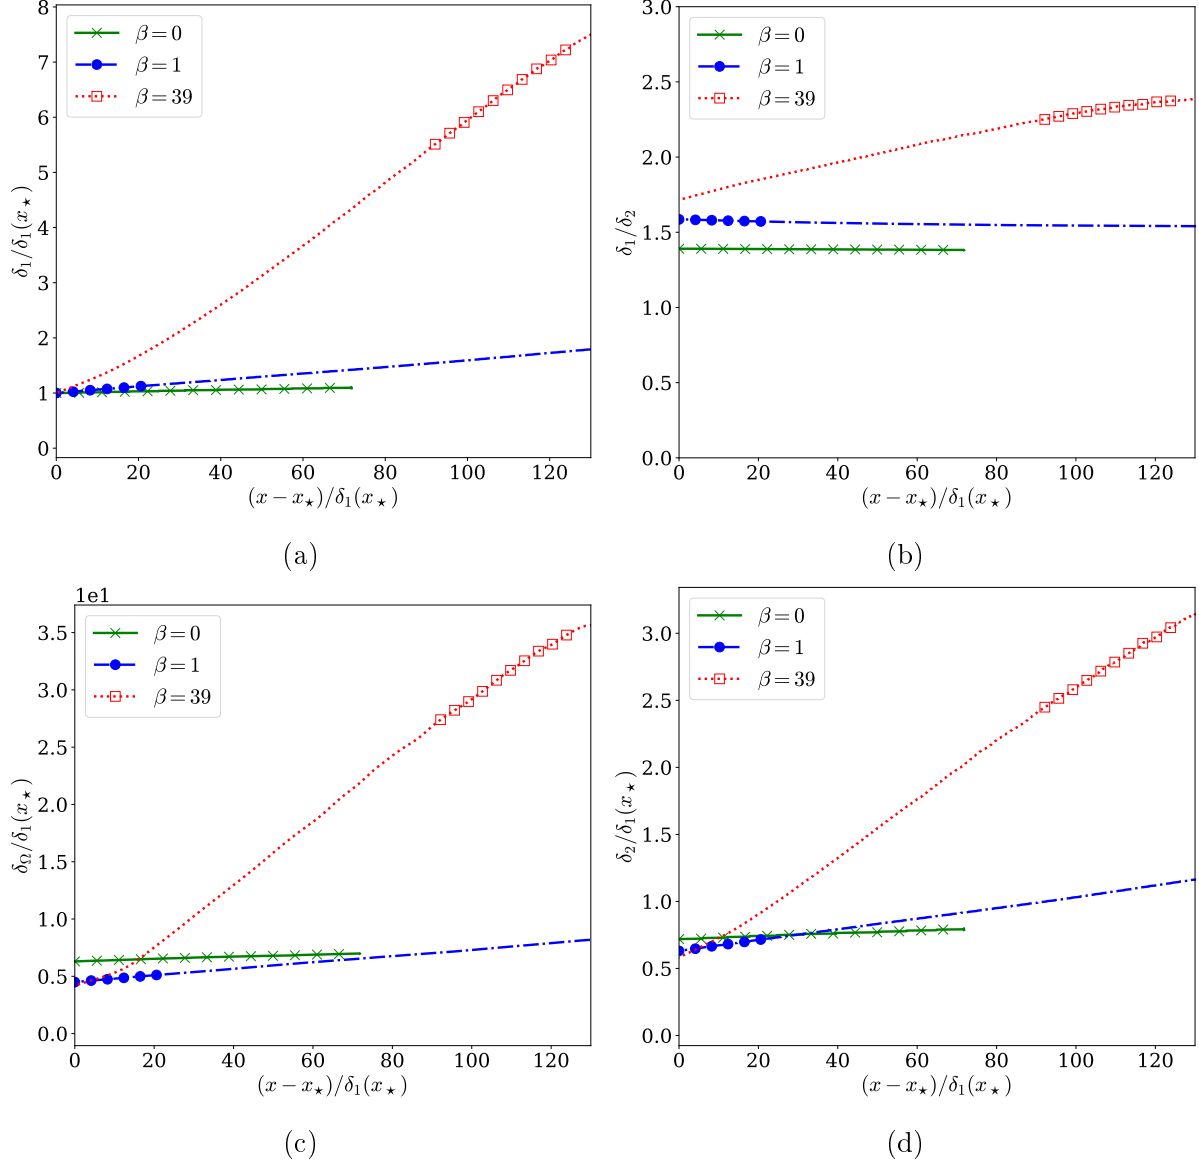 8
7
6
5
4
3
2
1
0
δ₁/δ₁(x⋆)
β = 0
β = 1
β = 39
0 20 40 60 80 100 120
(x − x⋆)/δ₁(x⋆)
(a)
3.0
2.5
2.0
1.5
1.0
0.5
0.0
δ₁/δ₂
β = 0
β = 1
β = 39
0 20 40 60 80 100 120
(x − x⋆)/δ₁(x⋆)
(b)
1e1
3.5
3.0
2.5
2.0
1.5
1.0
0.5
0.0
δ_Ω/δ₁(x⋆)
β = 0
β = 1
β = 39
0 20 40 60 80 100 120
(x − x⋆)/δ₁(x⋆)
(c)
3.0
2.5
2.0
1.5
1.0
0.5
0.0
δ₂/δ₁(x⋆)
β = 0
β = 1
β = 39
0 20 40 60 80 100 120
(x − x⋆)/δ₁(x⋆)
(d)